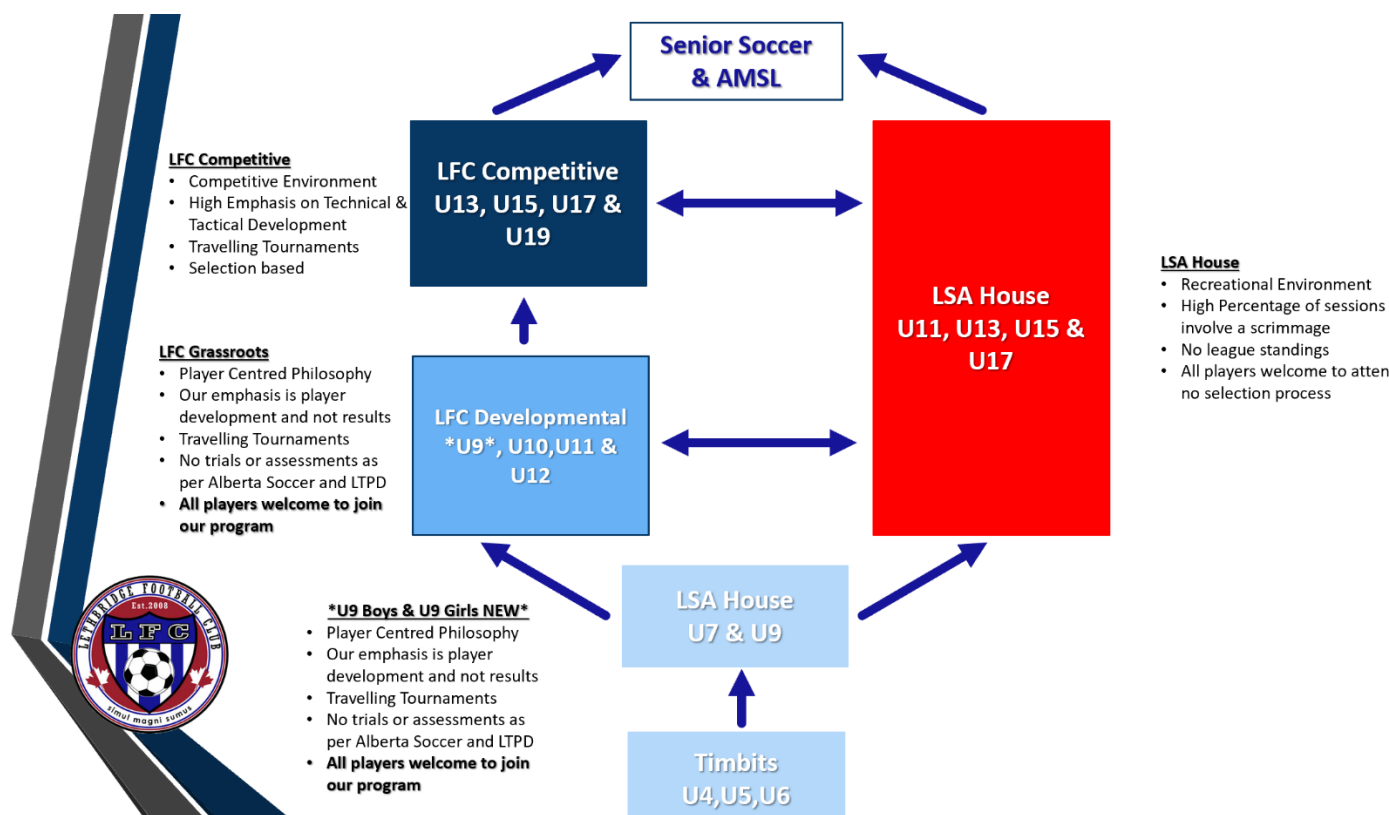 Senior Soccer
& AMSL
LFC Competitive
• Competitive Environment
• High Emphasis on Technical &
Tactical Development
• Travelling Tournaments
• Selection based
LFC Competitive
U13, U15, U17 &
U19
LSA House
U11, U13, U15 &
U17
LSA House
• Recreational Environment
• High Percentage of sessions
involve a scrimmage
• No league standings
• All players welcome to atten
no selection process
LFC Grassroots
• Player Centred Philosophy
• Our emphasis is player
development and not results
• Travelling Tournaments
• No trials or assessments as
per Alberta Soccer and LTPD
• All players welcome to join
our program
LFC Developmental
*U9*, U10,U11 &
U12
LETHBRIDGE FOOTBALL CLUB
Est.2008
LFC
simul magni sumus
*U9 Boys & U9 Girls NEW*
• Player Centred Philosophy
• Our emphasis is player
development and not results
• Travelling Tournaments
• No trials or assessments as
per Alberta Soccer and LTPD
• All players welcome to join
our program
LSA House
U7 & U9
Timbits
U4,U5,U6